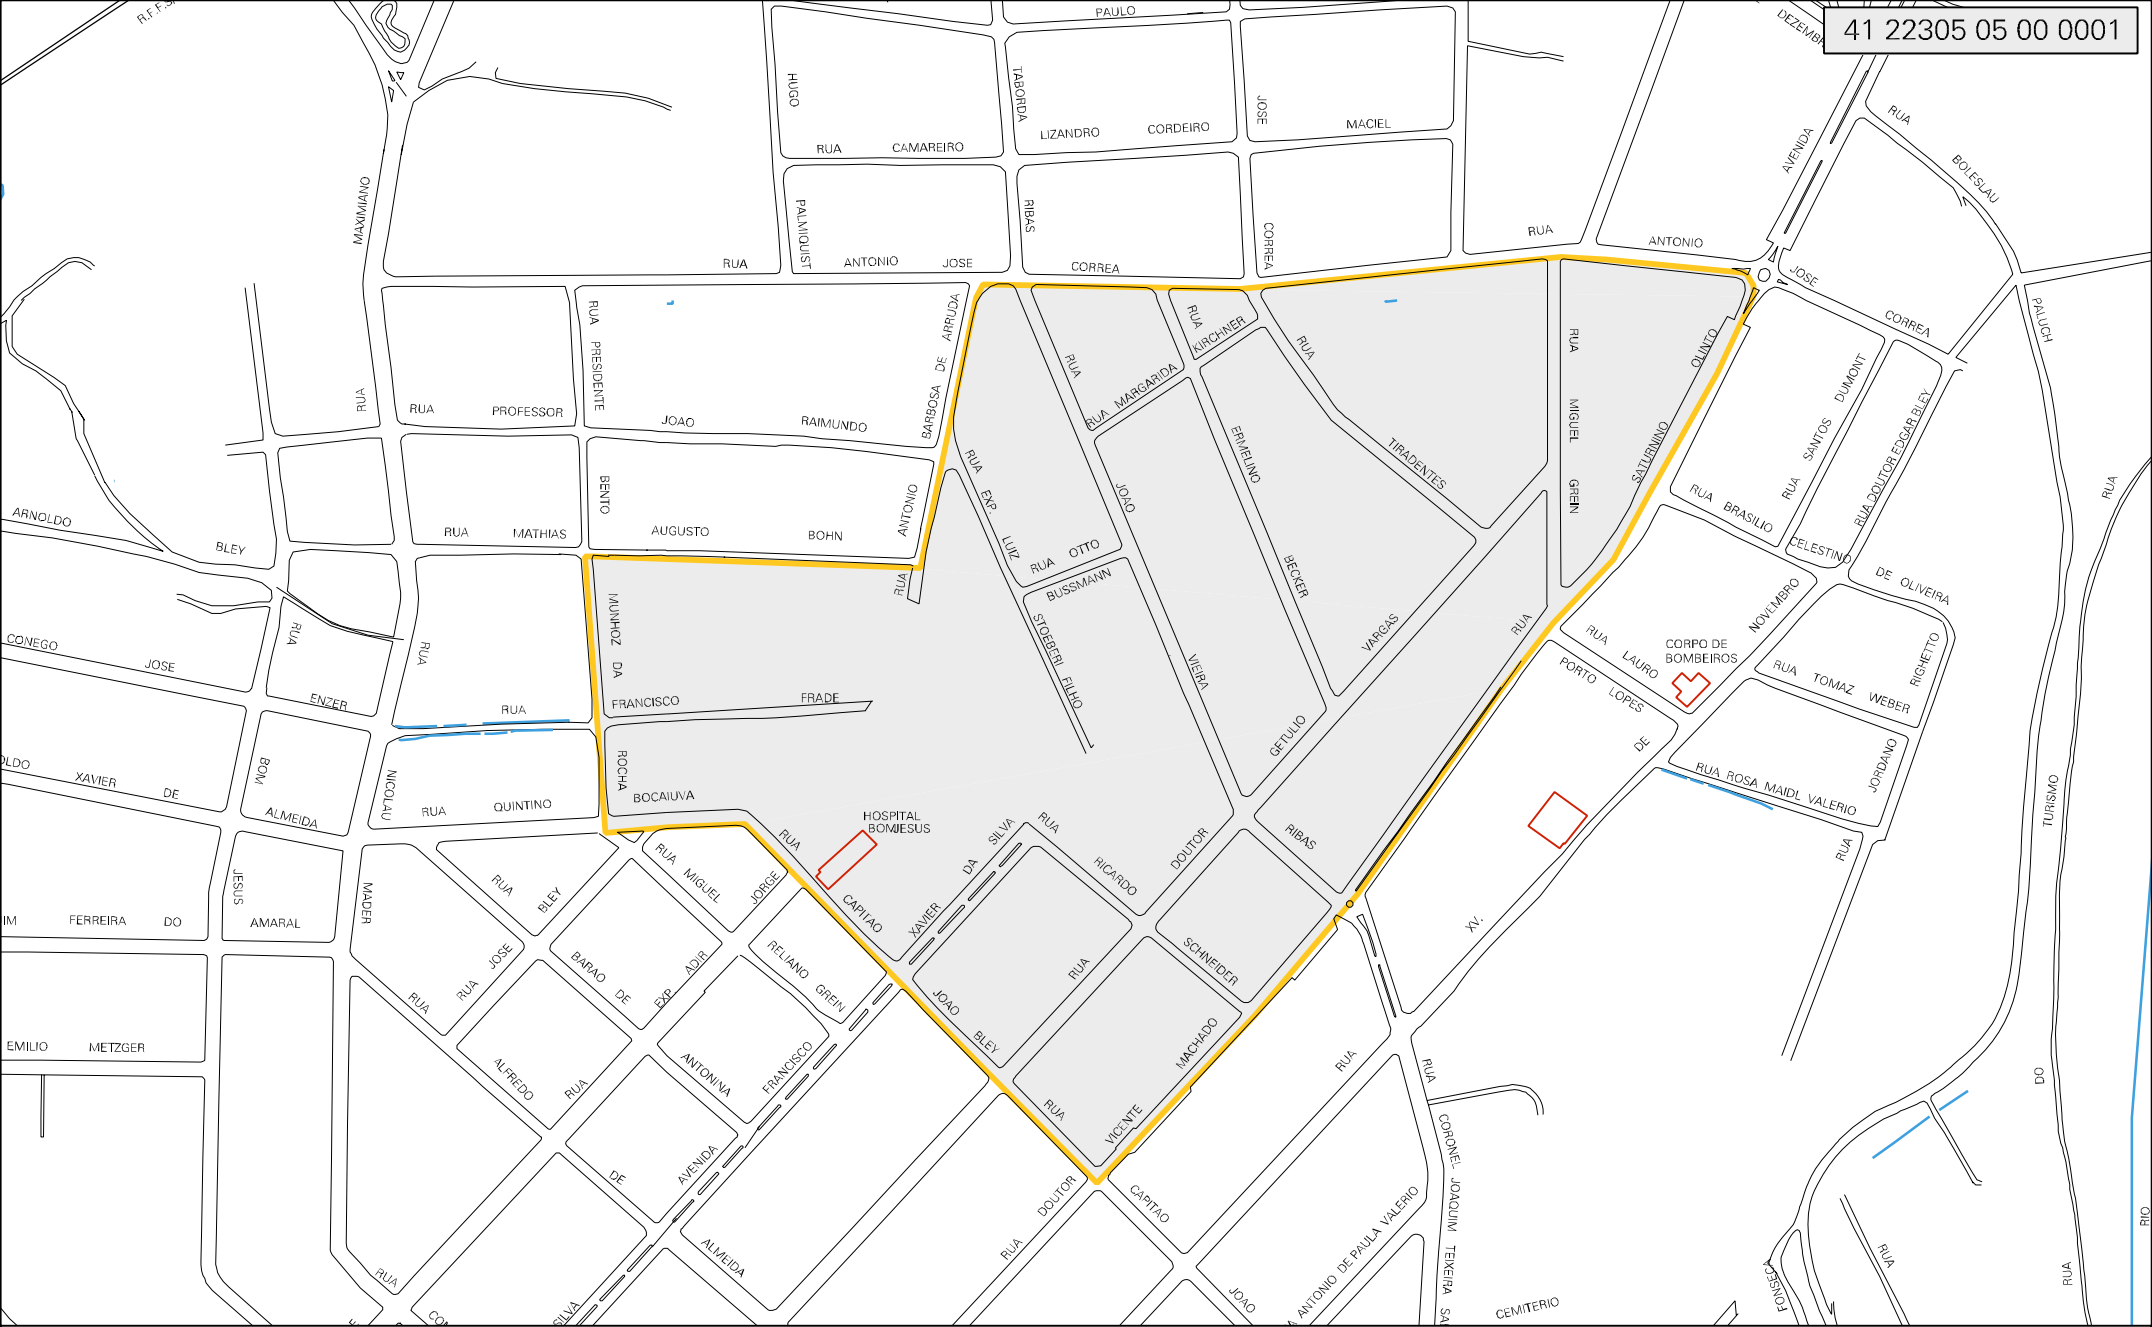 R.F.F.S.
PAULO
DEZEMBR
41 22305 05 00 0001
HUGO
TABORDA
JOSE
LIZANDRO CORDEIRO
MACIEL
RUA CAMAREIRO
AVENIDA
RUA
BOLESLAU
MAXIMIANO
PALMIQUIST
RIBAS
CORREA
RUA
ANTONIO
RUA
ANTONIO JOSE
CORREA
JOSE
CORREA
PALUCH
RUA PRESIDENTE
BENTO
BARBOSA DE ARRUDA
RUA
RUA
KIRCHNER
RUA MARGARIDA
RUA
RUA
MIGUEL
GREIN
OLINTO
SATURNINO
RUA SANTOS DUMONT
RUA DOUTOR EDGAR BLEY
RUA
RUA PROFESSOR
JOAO RAIMUNDO
TIRADENTES
ERMELINO
BECKER
RUA
EXP.
LUIZ
STOEBERI FILHO
JOAO
VIEIRA
RUA OTTO
BUSSMANN
RUA BRASILIO
CELESTINO
DE OLIVEIRA
RUA
ARNOLDO
BLEY
RUA MATHIAS
AUGUSTO BOHN
ANTONIO
RUA
MUNHOZ DA
ROCHA
RUA
RUA
CONEGO
JOSE
ENZER
RUA
FRANCISCO FRADE
VARGAS
GETULIO
RUA
RUA LAURO
PORTO LOPES
CORPO DE
BOMBEIROS
NOVEMBRO
DE
XV.
RUA TOMAZ WEBER
RIGHETTO
JORDANO
RUA
RUA ROSA MAIDL VALERIO
TURISMO
DO
RUA
OLDO XAVIER DE
ALMEIDA
BOM
JESUS
NICOLAU
MADER
RUA QUINTINO
BOCAIUVA
HOSPITAL
BOMJESUS
RUA
CAPITAO
JOAO BLEY
RUA
XAVIER DA SILVA
RUA
RICARDO
DOUTOR
RUA
RIBAS
SCHNEIDER
RUA MIGUEL
JORGE
RUA
BLEY
RUA JOSE
BARAO DE
EXP ADIR
RELIANO GREIN
IM FERREIRA DO
AMARAL
RUA
ALFREDO
RUA
ANTONINA
FRANCISCO
AVENIDA
SILVA
MACHADO
VICENTE
EMILIO METZGER
DE
ALMEIDA
RUA
DOUTOR
RUA
CAPITAO
JOAO
RUA
RUA
CORONEL JOAQUIM TEIXEIRA SA
ANTONIO DE PAULA VALERIO
CEMITERIO
FONSECA
RUA
RIO